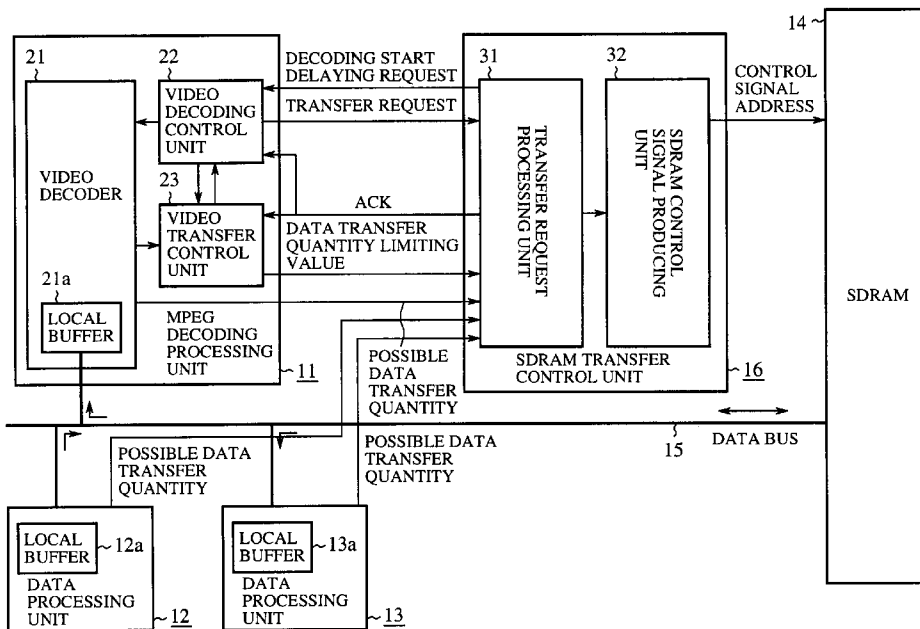 14
21
22
DECODING START
DELAYING REQUEST
31
32
CONTROL
SIGNAL
ADDRESS
VIDEO
DECODING
CONTROL
UNIT
TRANSFER REQUEST
TRANSFER REQUEST
PROCESSING UNIT
SDRAM CONTROL
SIGNAL PRODUCING
UNIT
VIDEO
DECODER
23
ACK
VIDEO
TRANSFER
CONTROL
UNIT
DATA TRANSFER
QUANTITY LIMITING
VALUE
21a
LOCAL
BUFFER
MPEG
DECODING
PROCESSING
UNIT
11
POSSIBLE
DATA
TRANSFER
QUANTITY
SDRAM TRANSFER
CONTROL UNIT
16
SDRAM
15
DATA BUS
POSSIBLE DATA
TRANSFER
QUANTITY
POSSIBLE DATA
TRANSFER
QUANTITY
LOCAL
BUFFER
12a
DATA
PROCESSING
UNIT
12
LOCAL
BUFFER
13a
DATA
PROCESSING
UNIT
13